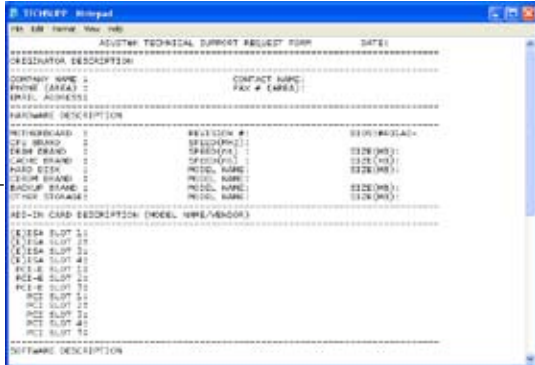 TECHSUPP - Notepad
File Edit Format View Help
ASUSTeK TECHNICAL SUPPORT REQUEST FORM DATE:
ORIGINATOR DESCRIPTION
COMPANY NAME : CONTACT NAME:
PHONE (AREA) : FAX # (AREA):
EMAIL ADDRESS:
HARDWARE DESCRIPTION
MOTHERBOARD : REVISION #:
CPU BRAND : SPEED(MHz):
DRAM BRAND : SPEED(ns) : SIZE(MB):
CACHE BRAND : SPEED(ns) : SIZE(MB):
HARD DISK : MODEL NAME: SIZE(MB):
CDROM BRAND : MODEL NAME:
BACKUP BRAND : MODEL NAME: SIZE(MB):
OTHER STORAGE: MODEL NAME: SIZE(MB):
ADD-IN CARD DESCRIPTION (MODEL NAME/VENDOR)
(E)ISA SLOT 1:
(E)ISA SLOT 2:
(E)ISA SLOT 3:
(E)ISA SLOT 4:
PCI-E SLOT 1:
PCI-E SLOT 2:
PCI-E SLOT 3:
PCI SLOT 1:
PCI SLOT 2:
PCI SLOT 3:
PCI SLOT 4:
PCI SLOT 5:
SOFTWARE DESCRIPTION